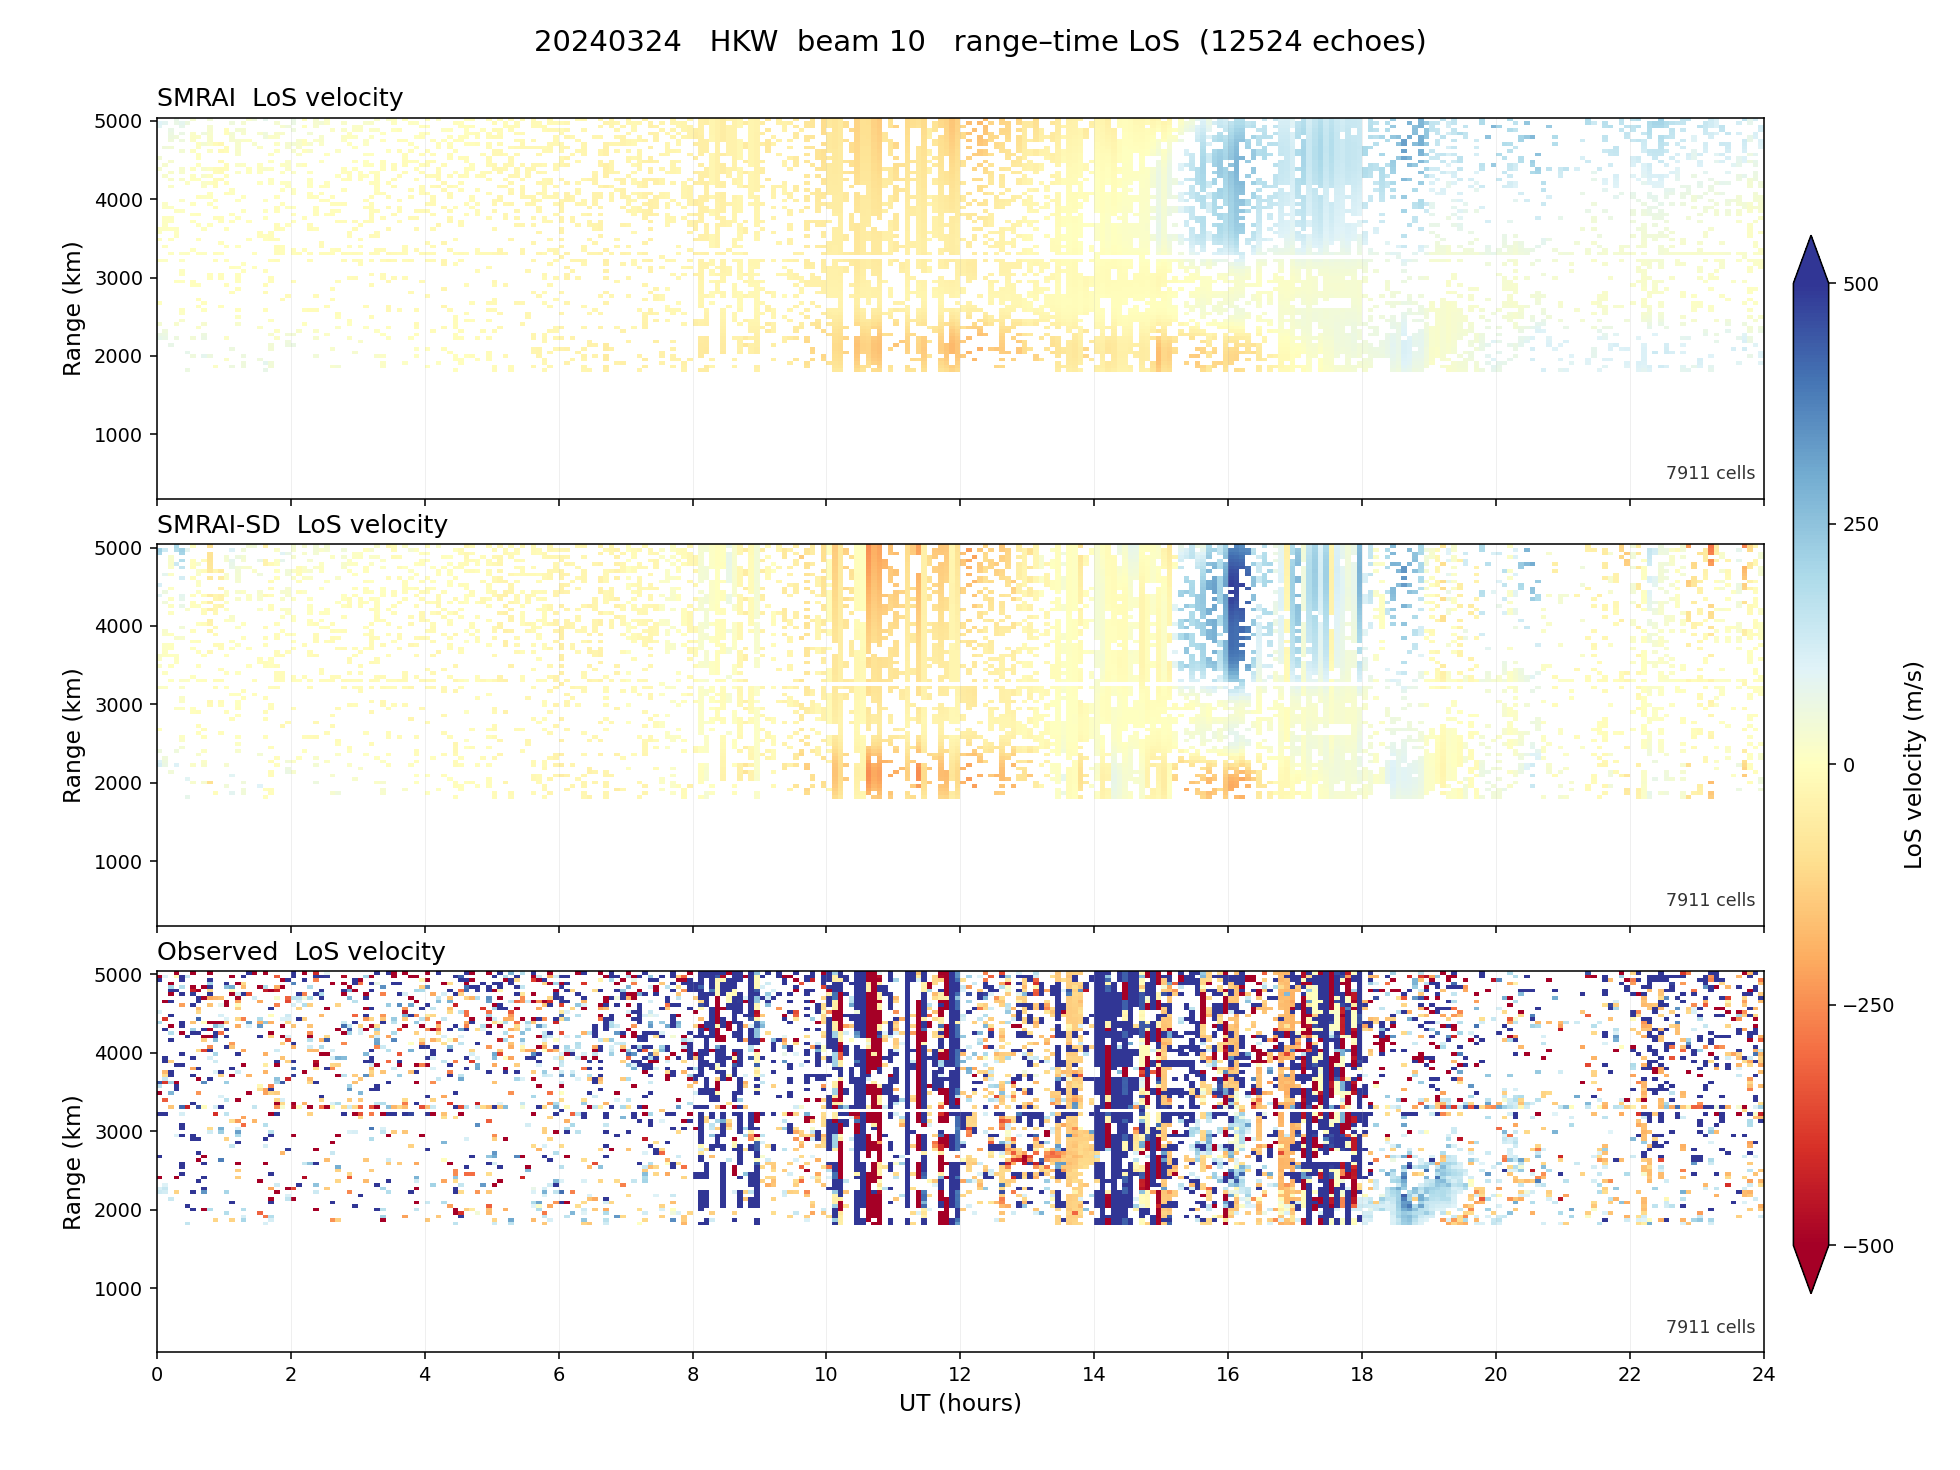 20240324 HKW beam 10 range–time LoS (12524 echoes)
SMRAI LoS velocity
5000
4000
3000
2000
1000
Range (km)
7911 cells
SMRAI-SD LoS velocity
5000
4000
3000
2000
1000
Range (km)
7911 cells
Observed LoS velocity
5000
4000
3000
2000
1000
Range (km)
7911 cells
0 2 4 6 8 10 12 14 16 18 20 22 24
UT (hours)
500
250
0
−250
−500
LoS velocity (m/s)